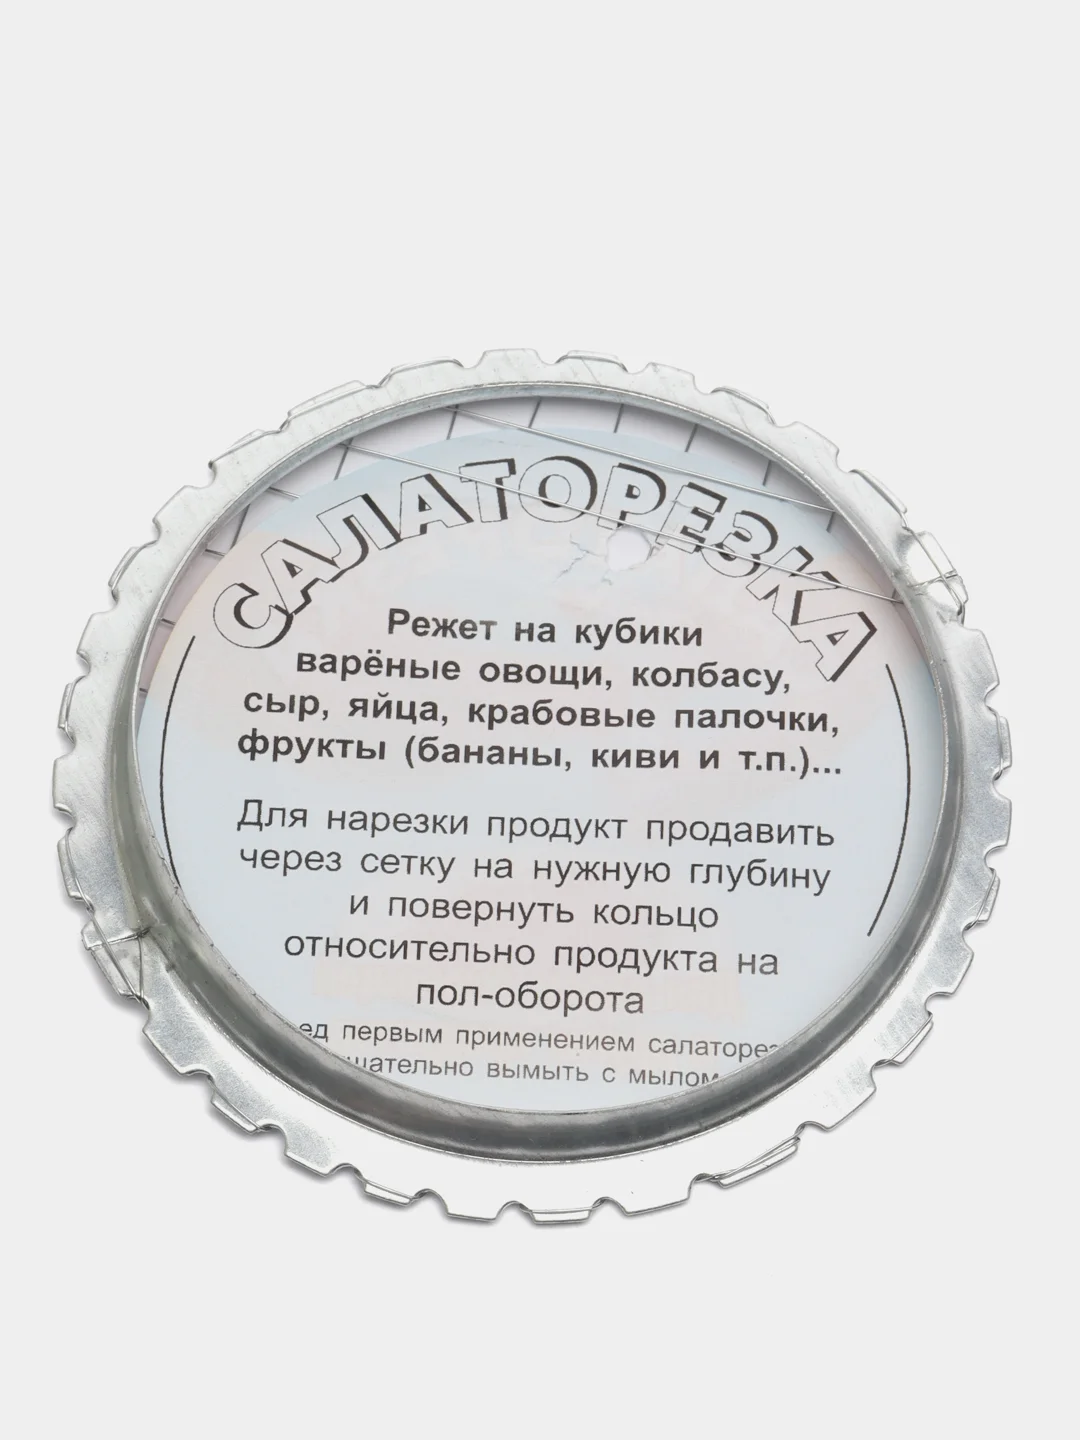 САЛАТОРЕЗКА
Режет на кубики
варёные овощи, колбасу,
сыр, яйца, крабовые палочки,
фрукты (бананы, киви и т.п.)...
Для нарезки продукт продавить
через сетку на нужную глубину
и повернуть кольцо
относительно продукта на
пол-оборота
первым применением
вымыть с мылом